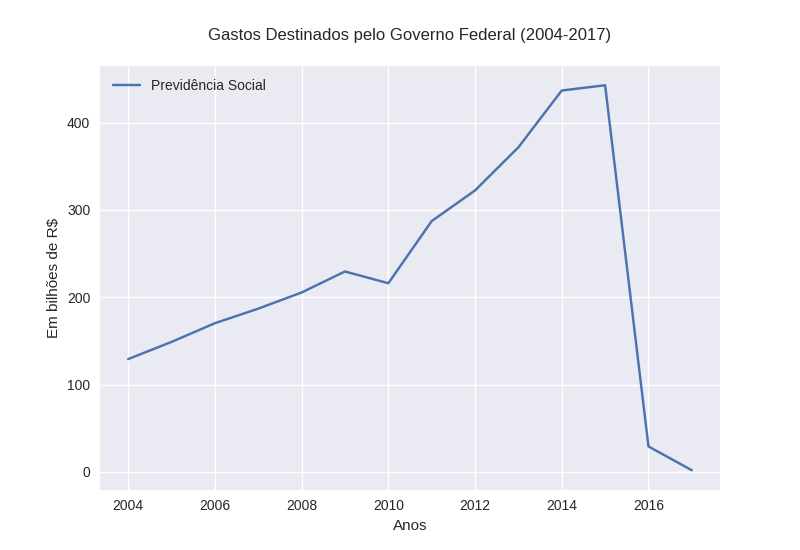 Gastos Destinados pelo Governo Federal (2004-2017)
Previdência Social
400
300
200
100
0
Em bilhões de R$
2004 2006 2008 2010 2012 2014 2016
Anos